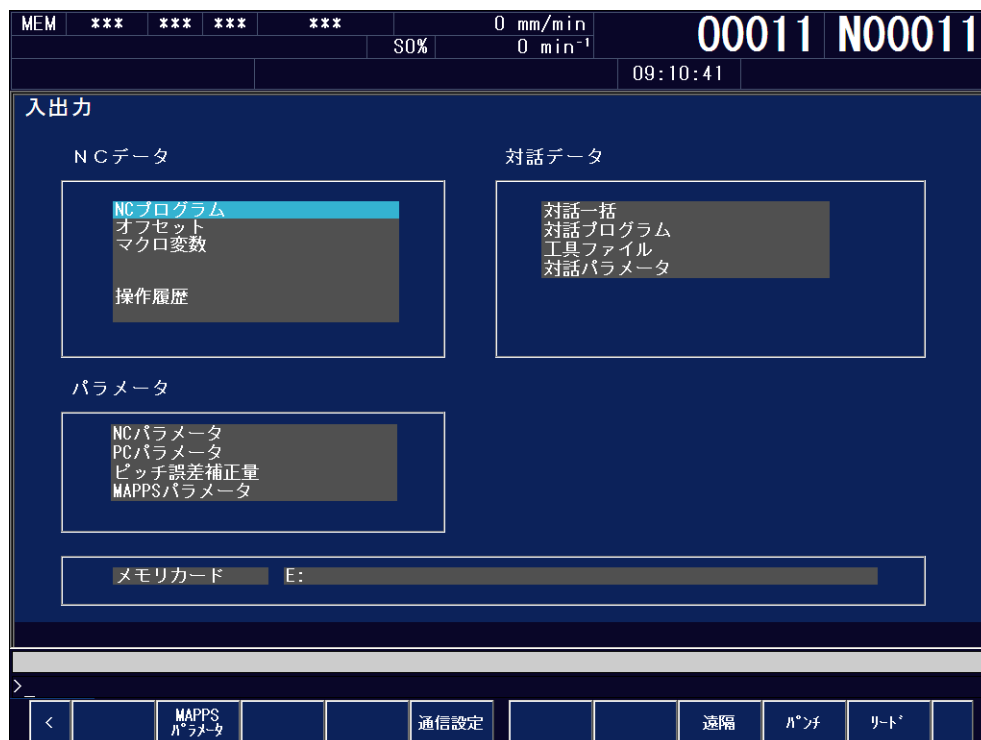 MEM *** *** *** *** 0 mm/min 00011 N00011
S0% 0 min⁻¹
09:10:41
入出力
NCデータ
NCプログラム
オフセット
マクロ変数
操作履歴
対話データ
対話一括
対話プログラム
工具ファイル
対話パラメータ
パラメータ
NCパラメータ
PCパラメータ
ピッチ誤差補正量
MAPPSパラメータ
メモリカード E:
>_
< MAPPS ﾊﾟﾗﾒｰﾀ 通信設定 遠隔 ﾊﾟﾝﾁ ﾘｰﾄﾞ